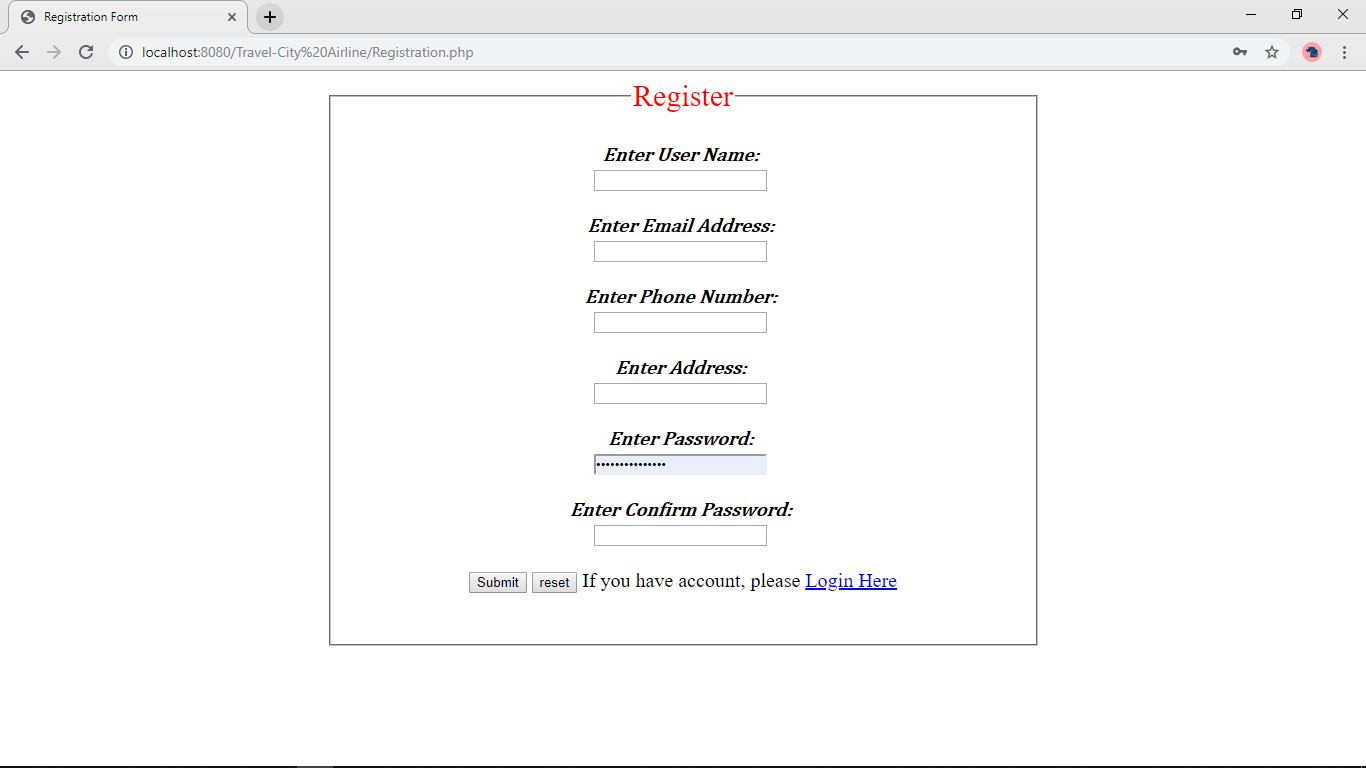 Registration Form
localhost:8080/Travel-City%20Airline/Registration.php
Register
Enter User Name:
Enter Email Address:
Enter Phone Number:
Enter Address:
Enter Password:
•••••••••••••••
Enter Confirm Password:
Submit reset If you have account, please Login Here